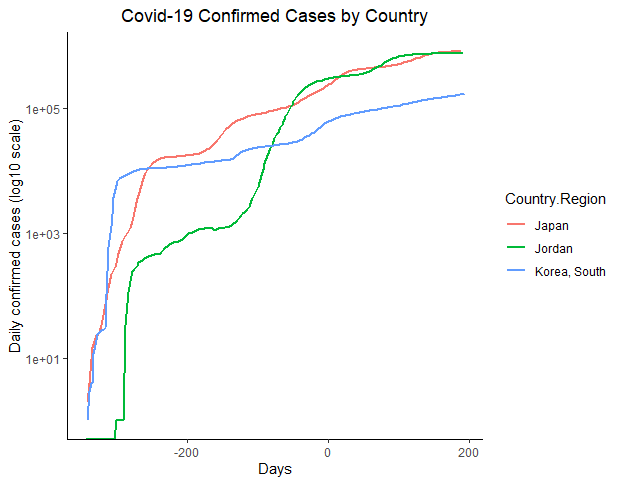 Covid-19 Confirmed Cases by Country
Daily confirmed cases (log10 scale)
1e+05
1e+03
1e+01
-200
0
200
Days
Country.Region
Japan
Jordan
Korea, South